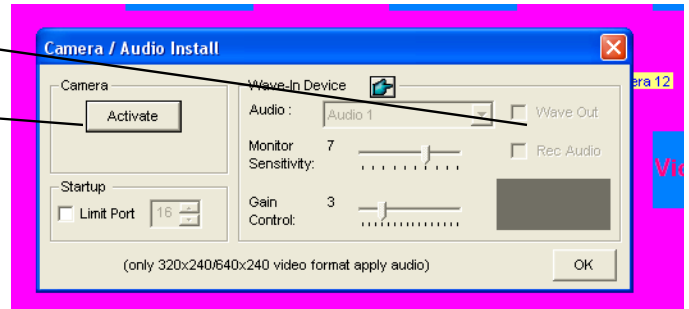 Camera / Audio Install
era 12
Camera
Activate
Wave-In Device
Audio :
Audio 1
Wave Out
Monitor
Sensitivity:
7
Rec Audio
Vi
Startup
Limit Port
16
Gain
Control:
3
(only 320x240/640x240 video format apply audio)
OK